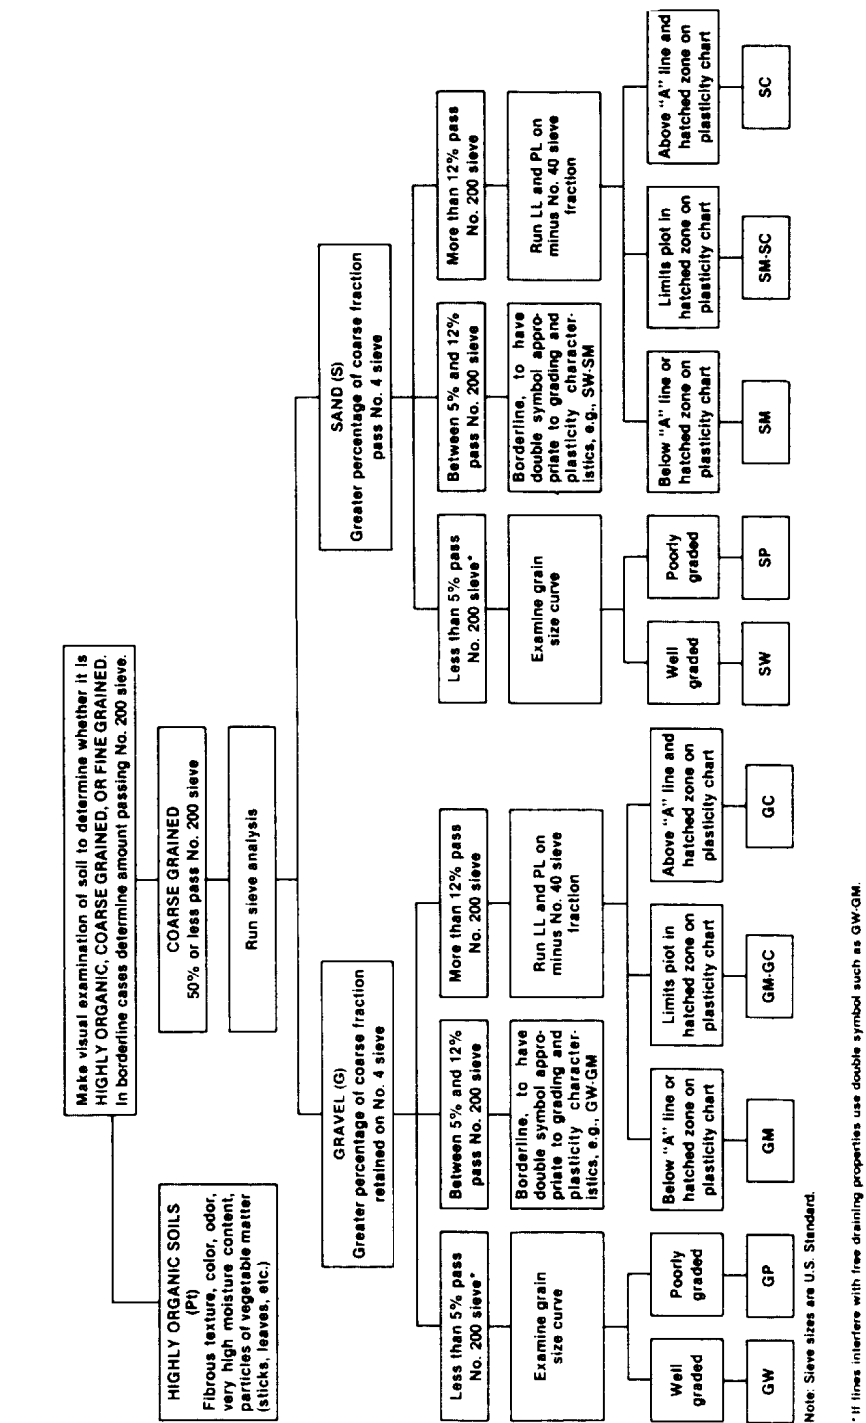 Make visual examination of soil to determine whether it is
HIGHLY ORGANIC, COARSE GRAINED, OR FINE GRAINED.
In borderline cases determine amount passing No. 200 sieve.
HIGHLY ORGANIC SOILS
(Pt)
Fibrous texture, color, odor,
very high moisture content,
particles of vegetable matter
(sticks, leaves, etc.)
COARSE GRAINED
50% or less pass No. 200 sieve
Run sieve analysis
GRAVEL (G)
Greater percentage of coarse fraction
retained on No. 4 sieve
SAND (S)
Greater percentage of coarse fraction
pass No. 4 sieve
Less than 5% pass
No. 200 sieve*
Between 5% and 12%
pass No. 200 sieve
More than 12% pass
No. 200 sieve
Less than 5% pass
No. 200 sieve*
Between 5% and 12%
pass No. 200 sieve
More than 12% pass
No. 200 sieve
Examine grain
size curve
Borderline, to have
double symbol appro-
priate to grading and
plasticity character-
istics, e.g., GW-GM
Run LL and PL on
minus No. 40 sieve
fraction
Examine grain
size curve
Borderline, to have
double symbol appro-
priate to grading and
plasticity character-
istics, e.g., SW-SM
Run LL and PL on
minus No. 40 sieve
fraction
Well
graded
Poorly
graded
Below "A" line or
hatched zone on
plasticity chart
Limits plot in
hatched zone on
plasticity chart
Above "A" line and
hatched zone on
plasticity chart
Well
graded
Poorly
graded
Below "A" line or
hatched zone on
plasticity chart
Limits plot in
hatched zone on
plasticity chart
Above "A" line and
hatched zone on
plasticity chart
GW
GP
GM
GM-GC
GC
SW
SP
SM
SM-SC
SC
Note: Sieve sizes are U.S. Standard.
* If fines interfere with free draining properties use double symbol such as GW-GM.